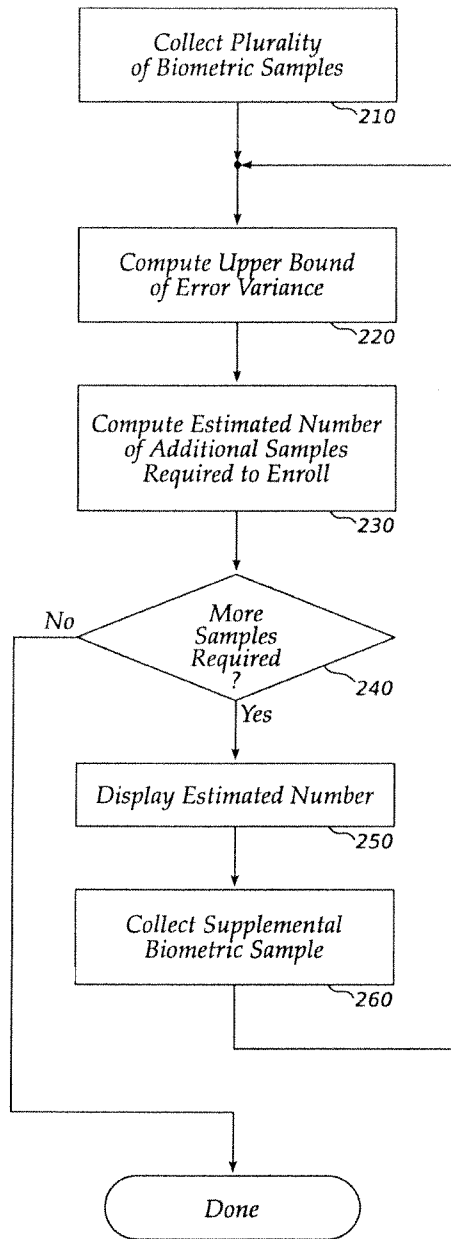 Collect Plurality
of Biometric Samples
210
Compute Upper Bound
of Error Variance
220
Compute Estimated Number
of Additional Samples
Required to Enroll
230
No
More
Samples
Required
?
240
Yes
Display Estimated Number
250
Collect Supplemental
Biometric Sample
260
Done